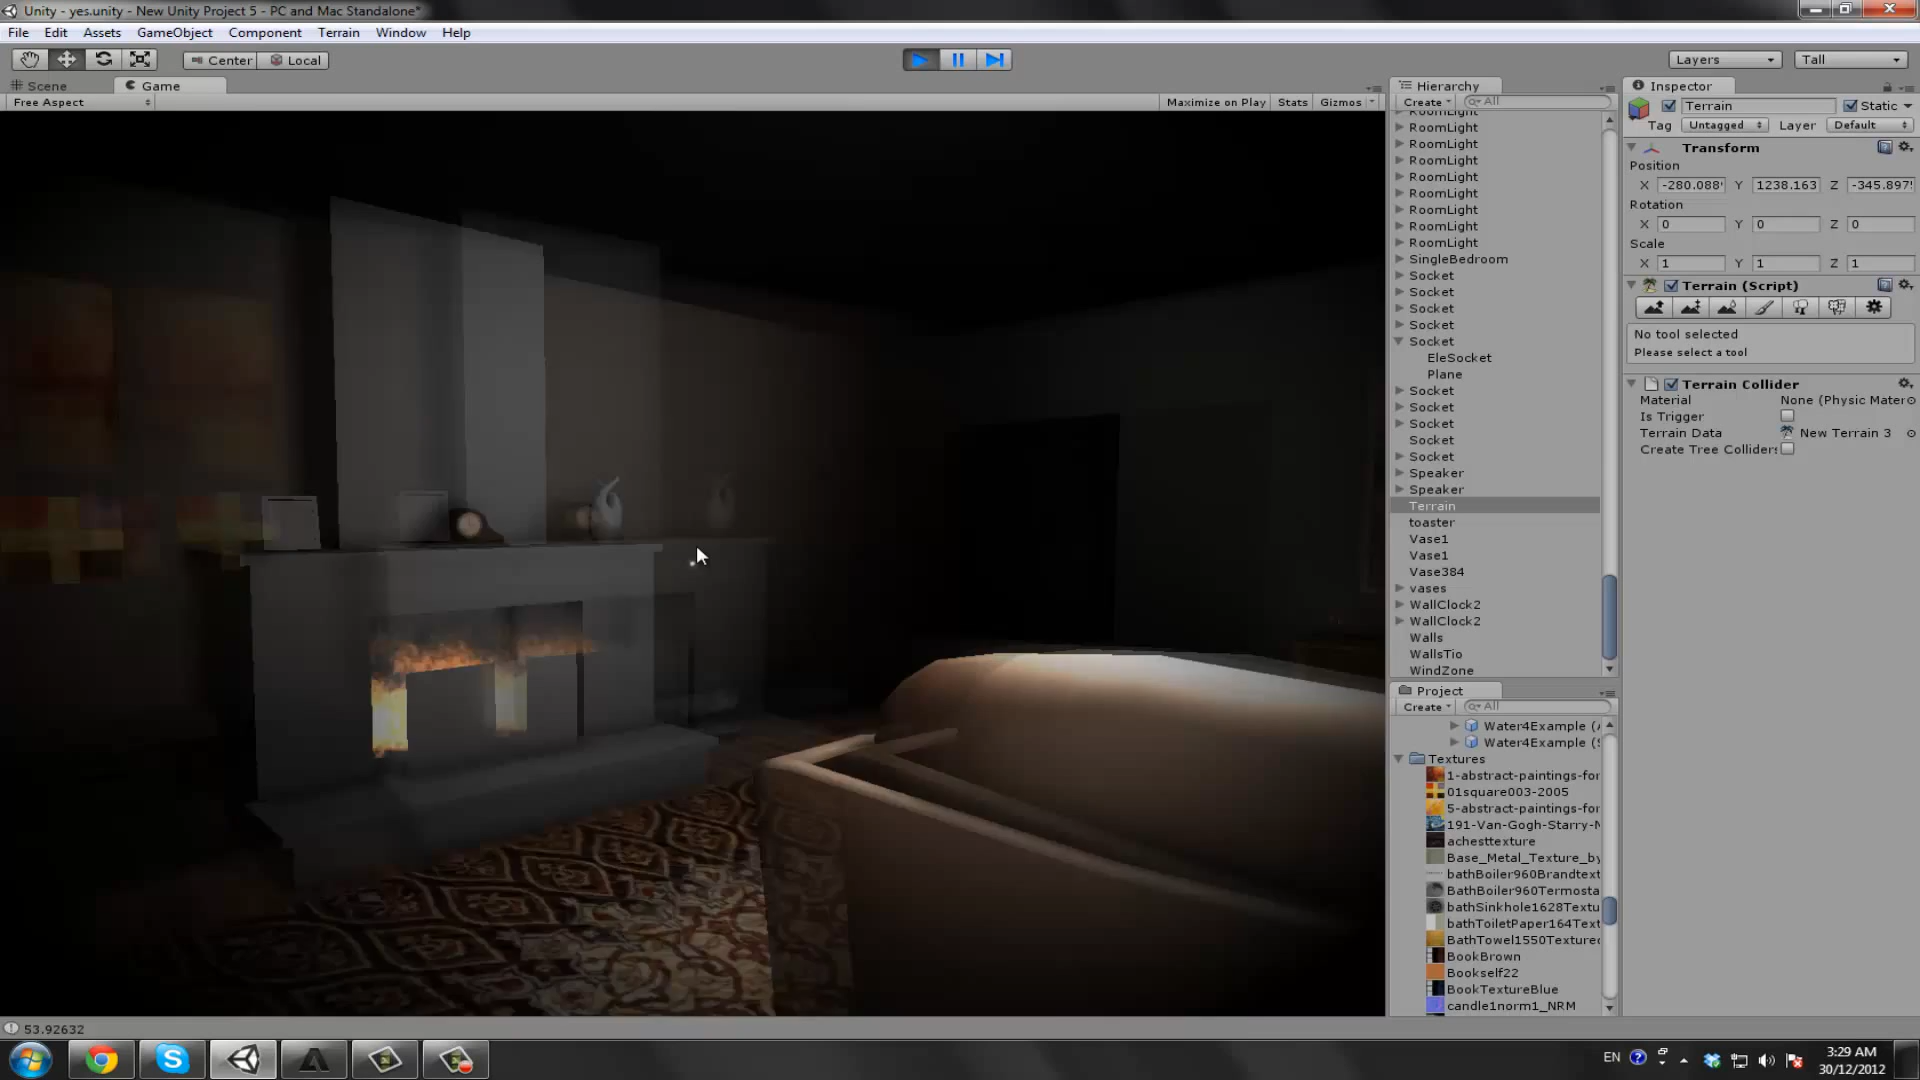 Unity - yes.unity - New Unity Project 5 - PC and Mac Standalone*
File Edit Assets GameObject Component Terrain Window Help
Center Local
Layers Tall
Scene Game
Free Aspect Maximize on Play Stats Gizmos
Hierarchy
Create All
RoomLight
RoomLight
RoomLight
RoomLight
RoomLight
RoomLight
RoomLight
RoomLight
RoomLight
SingleBedroom
Socket
Socket
Socket
Socket
Socket
EleSocket
Plane
Socket
Socket
Socket
Socket
Socket
Speaker
Speaker
Terrain
toaster
Vase1
Vase1
Vase384
vases
WallClock2
WallClock2
Walls
WallsTio
WindZone
Project
Create All
Water4Example (
Water4Example (
Textures
1-abstract-paintings-for
01square003-2005
5-abstract-paintings-for
191-Van-Gogh-Starry-N
achesttexture
Base_Metal_Texture_by
bathBoiler960Brandtext
bathBoiler960Termosta
bathSinkhole1628Textu
bathToiletPaper164Text
BathTowel1550Textured
BookBrown
Bookself22
BookTextureBlue
candle1norm1_NRM
Inspector
Terrain Static
Tag Untagged Layer Default
Transform
Position
X -280.088 Y 1238.163 Z -345.897
Rotation
X 0 Y 0 Z 0
Scale
X 1 Y 1 Z 1
Terrain (Script)
No tool selected
Please select a tool
Terrain Collider
Material None (Physic Mater
Is Trigger
Terrain Data New Terrain 3
Create Tree Colliders
53.92632
EN
3:29 AM
30/12/2012